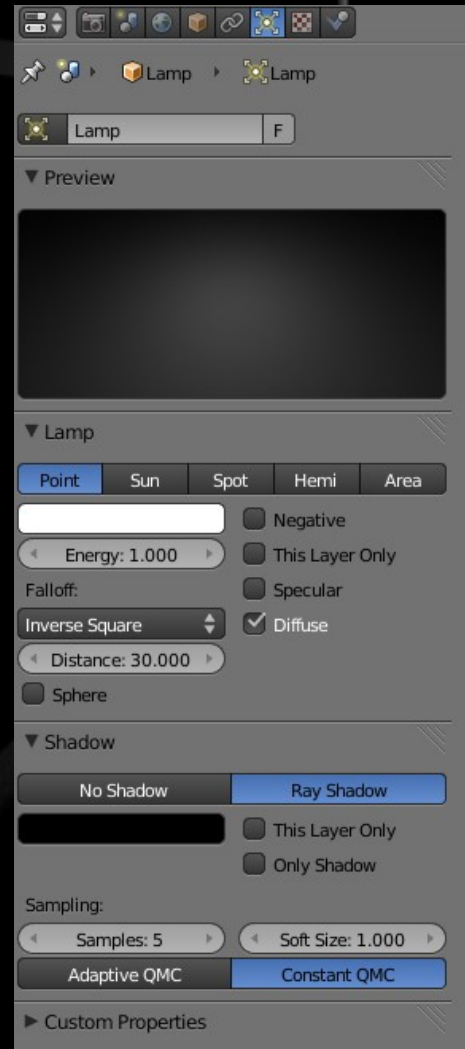 Lamp Lamp
Lamp F
Preview
Lamp
Point Sun Spot Hemi Area
Negative
Energy: 1.000 This Layer Only
Falloff: Specular
Inverse Square Diffuse
Distance: 30.000
Sphere
Shadow
No Shadow Ray Shadow
This Layer Only
Only Shadow
Sampling:
Samples: 5 Soft Size: 1.000
Adaptive QMC Constant QMC
Custom Properties